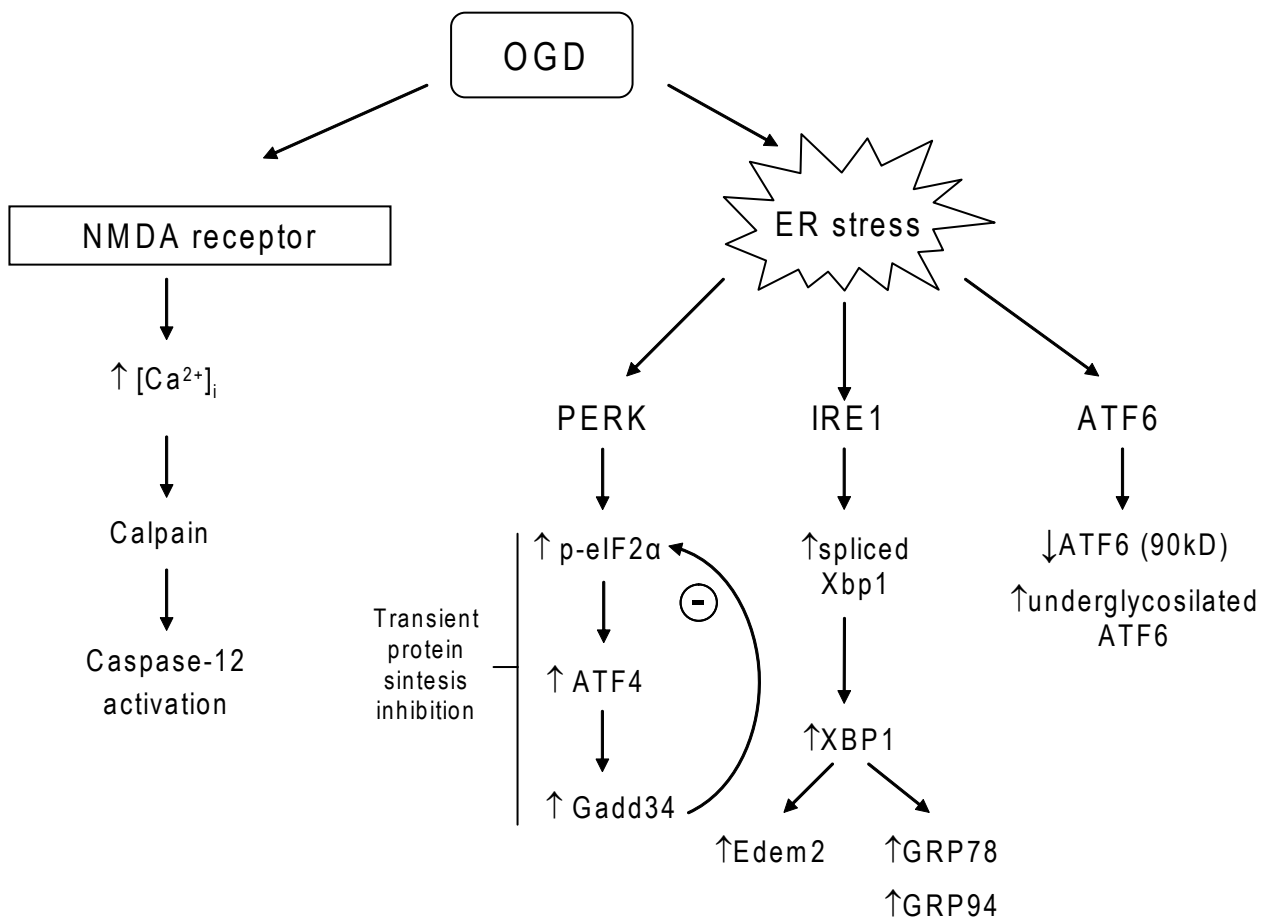 OGD
NMDA receptor
↑ [Ca²⁺]ᵢ
Calpain
Caspase-12
activation
ER stress
PERK
↑ p-eIF2α
↑ ATF4
↑ Gadd34
-
Transient
protein
sintesis
inhibition
IRE1
↑spliced
Xbp1
↑XBP1
↑Edem2
↑GRP78
↑GRP94
ATF6
↓ATF6 (90kD)
↑underglycosilated
ATF6